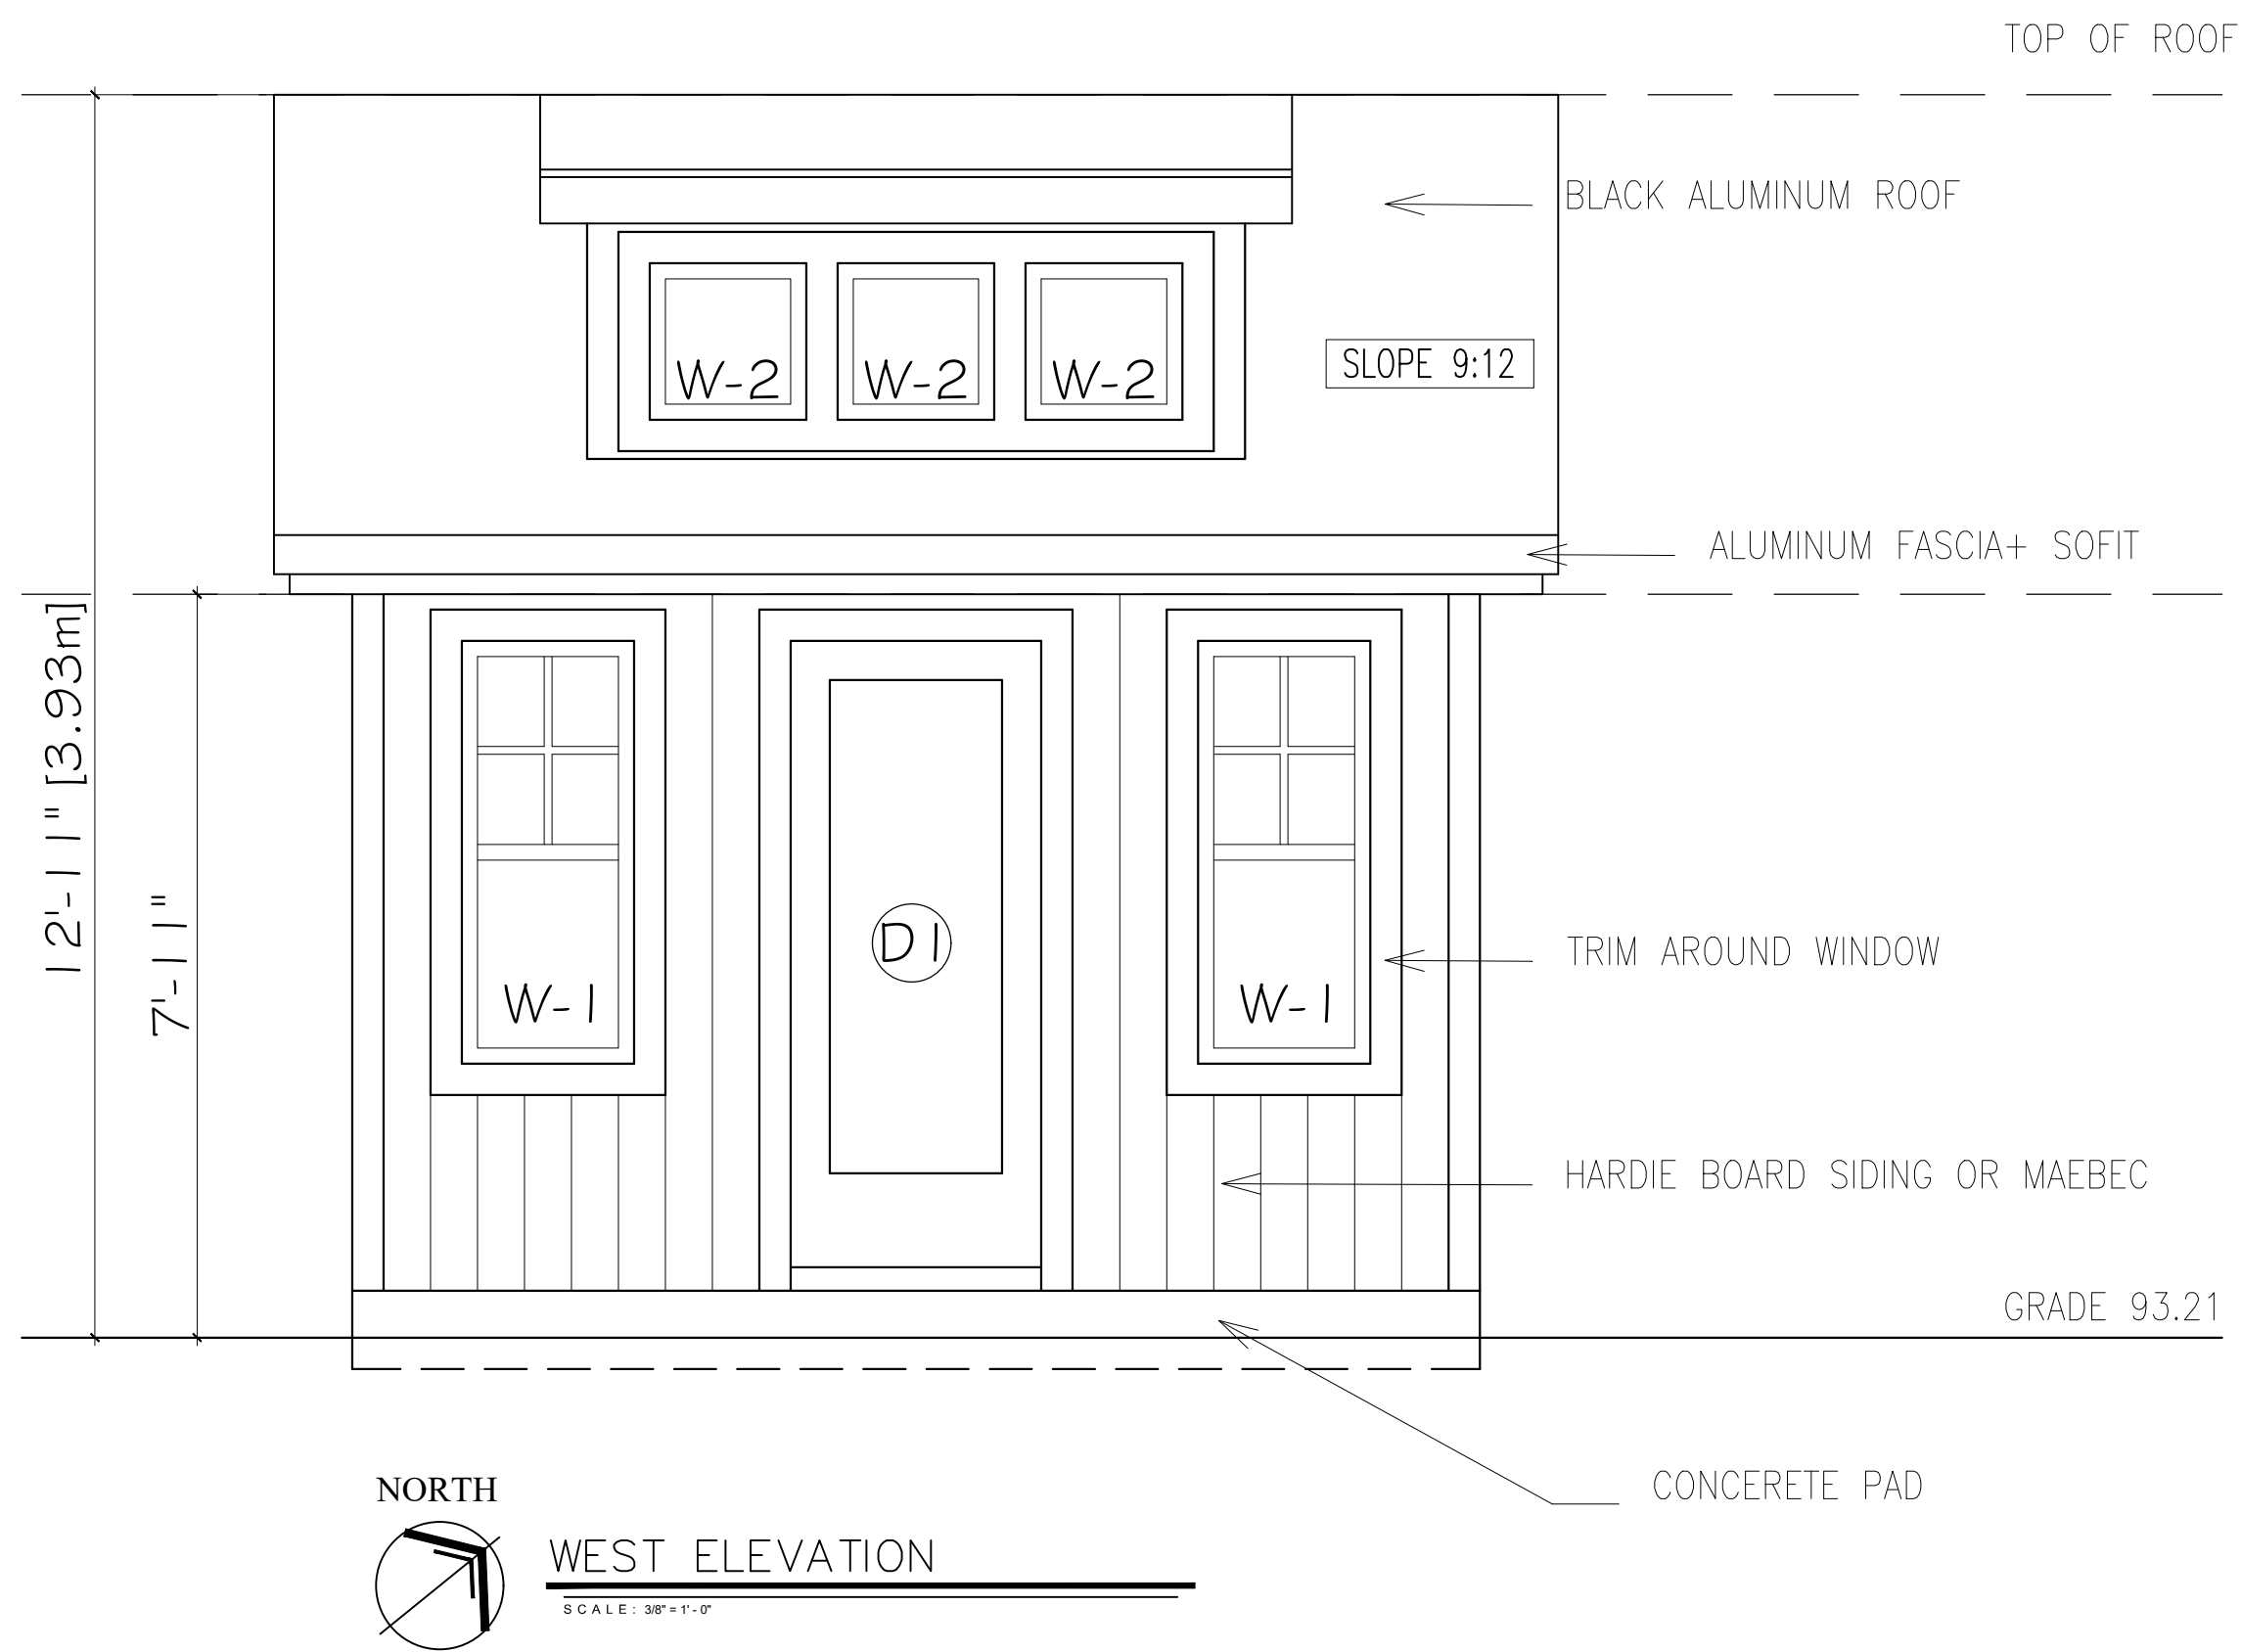 TOP OF ROOF
BLACK ALUMINUM ROOF
W-2 W-2 W-2
SLOPE 9:12
ALUMINUM FASCIA+ SOFIT
12'-11" [3.93m]
7'-11"
D1
TRIM AROUND WINDOW
W-1 W-1
HARDIE BOARD SIDING OR MAEBEC
GRADE 93.21
CONCERETE PAD
NORTH
WEST ELEVATION
SCALE: 3/8" = 1' - 0"